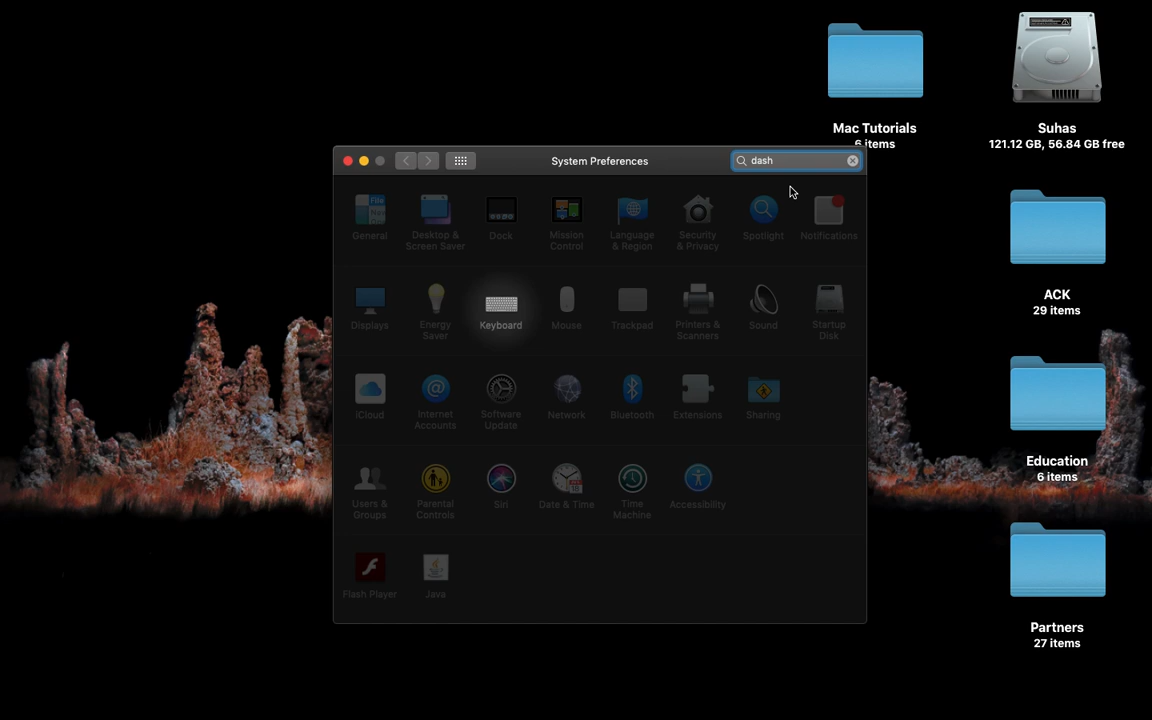 Mac Tutorials
6 items
Suhas
121.12 GB, 56.84 GB free
System Preferences
dash
General
Desktop &
Screen Saver
Dock
Mission
Control
Language
& Region
Security
& Privacy
Spotlight
Notifications
ACK
29 items
Displays
Energy
Saver
Keyboard
Mouse
Trackpad
Printers &
Scanners
Sound
Startup
Disk
iCloud
Internet
Accounts
Software
Update
Network
Bluetooth
Extensions
Sharing
Education
6 items
Users &
Groups
Parental
Controls
Siri
Date & Time
Time
Machine
Accessibility
Flash Player
Java
Partners
27 items